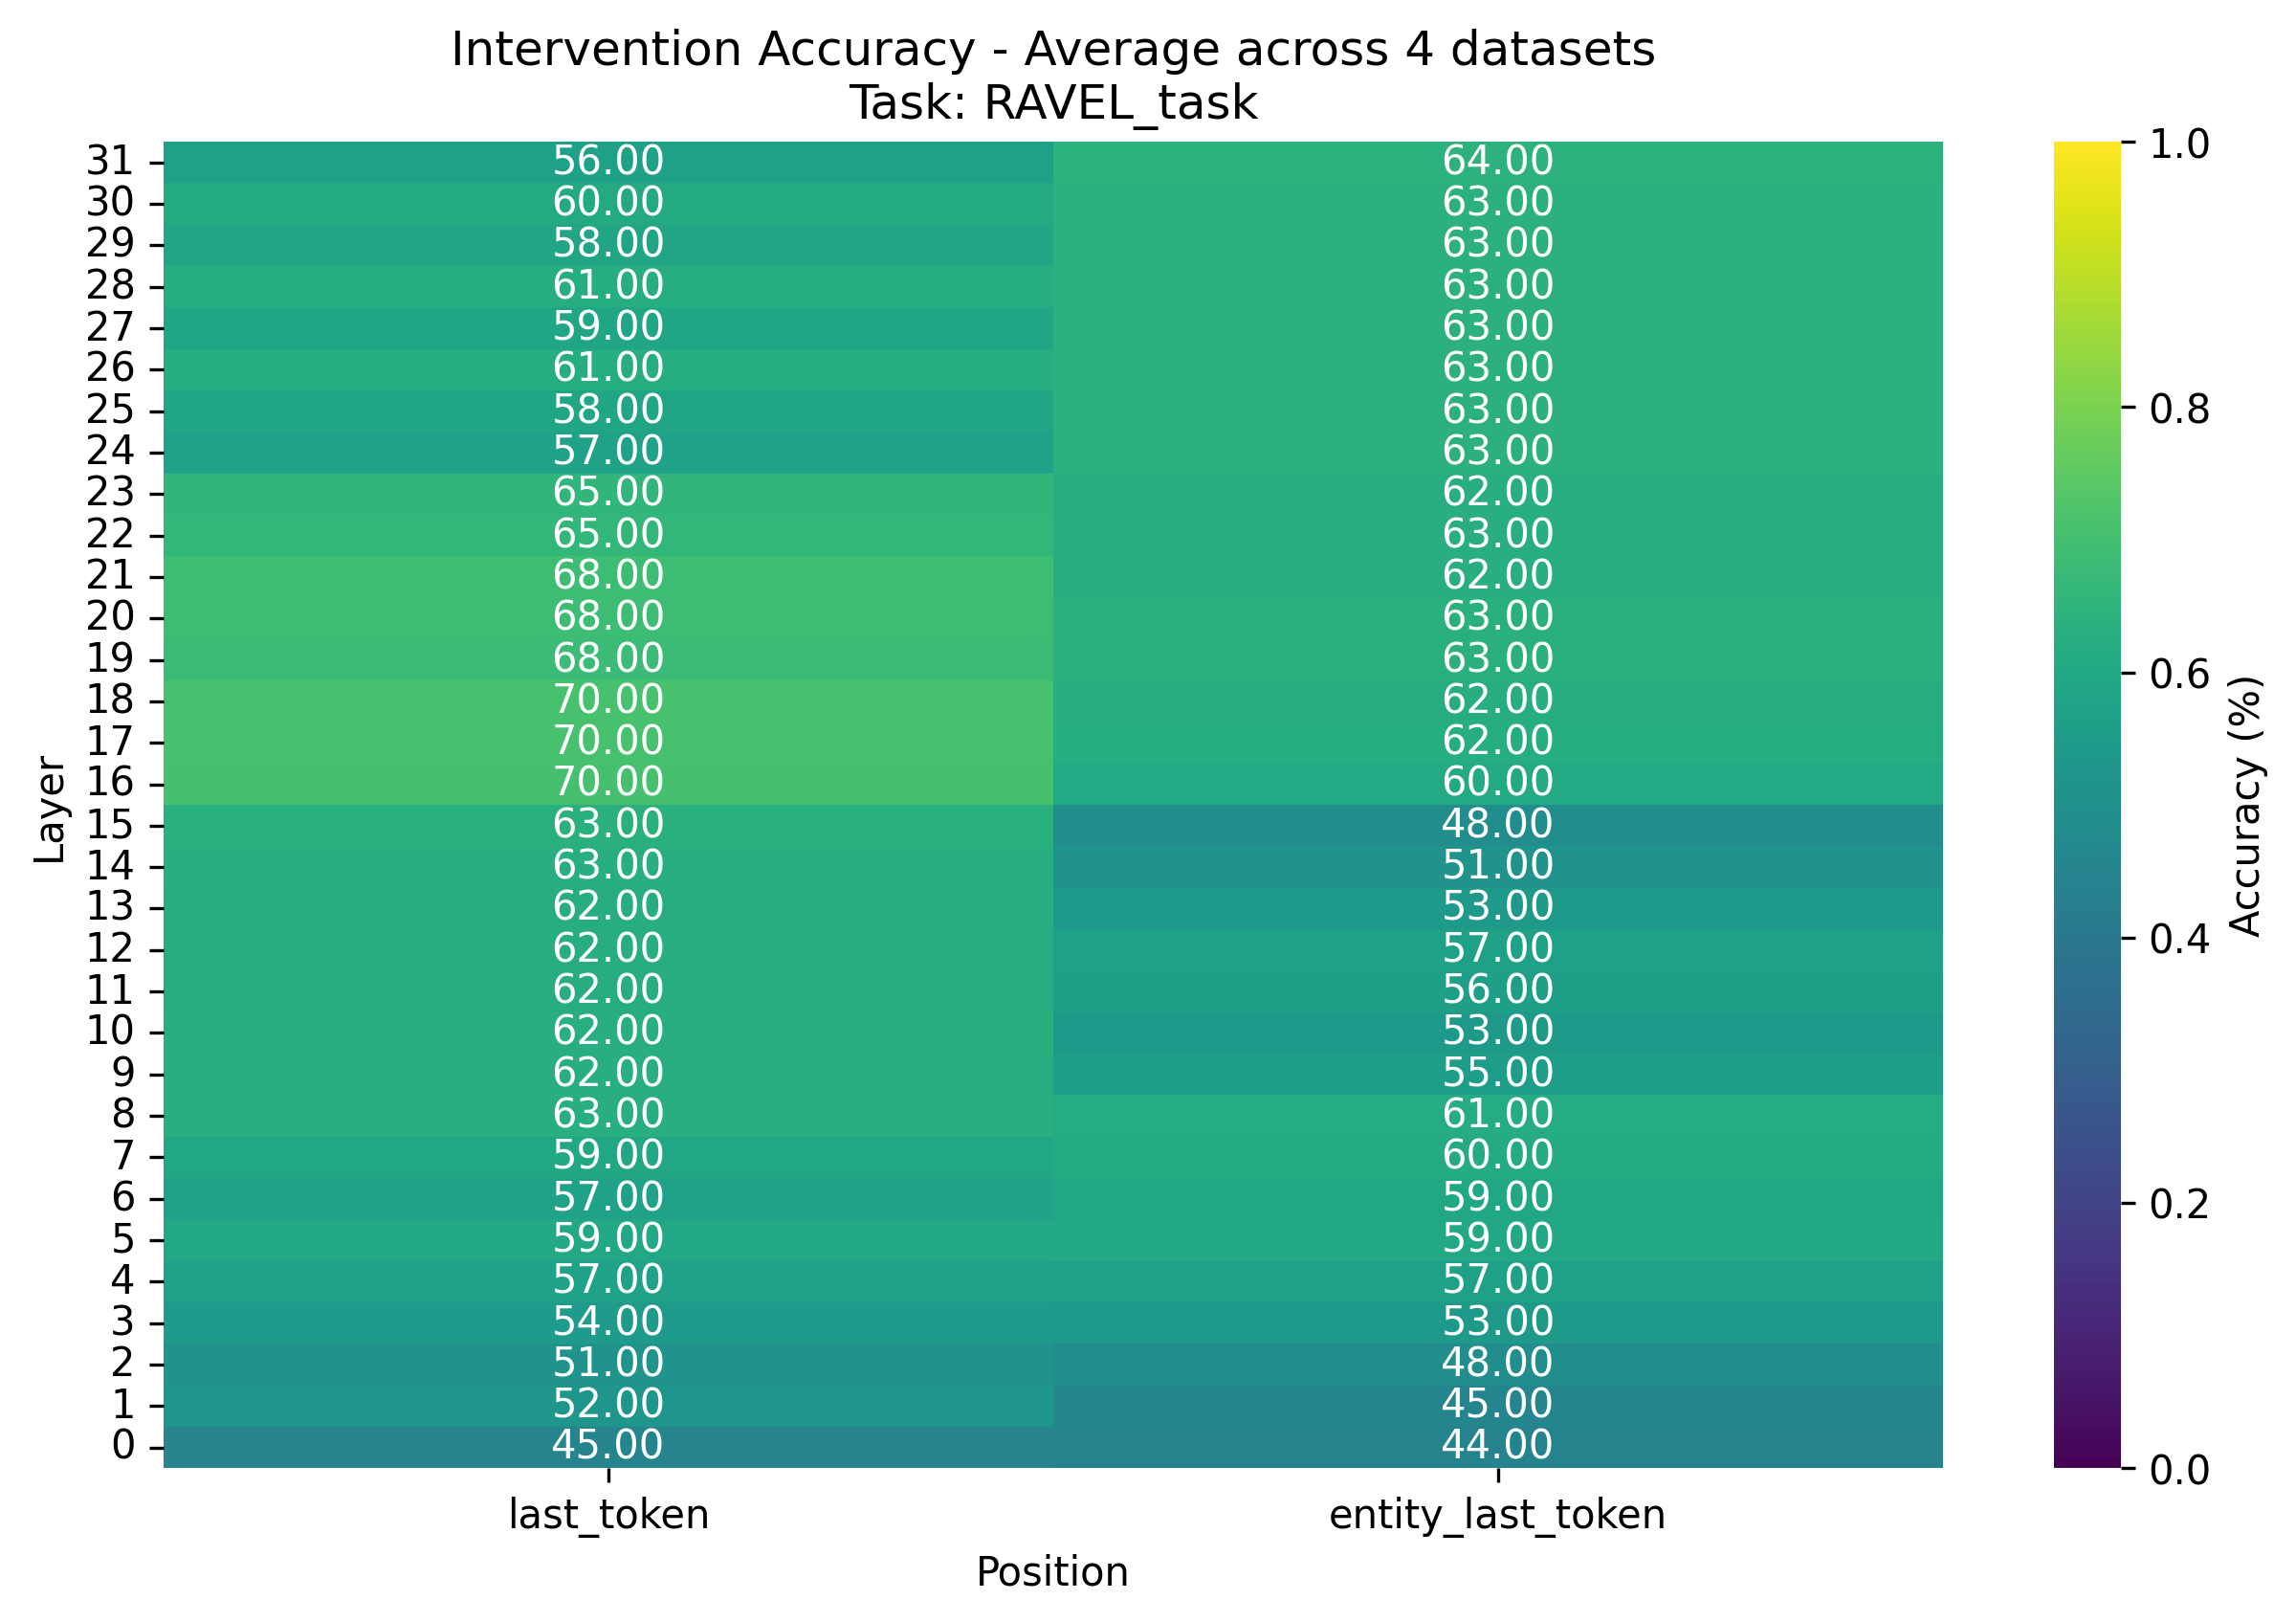 Intervention Accuracy - Average across 4 datasets
Task: RAVEL_task
31 56.00 64.00
30 60.00 63.00
29 58.00 63.00
28 61.00 63.00
27 59.00 63.00
26 61.00 63.00
25 58.00 63.00
24 57.00 63.00
23 65.00 62.00
22 65.00 63.00
21 68.00 62.00
20 68.00 63.00
19 68.00 63.00
18 70.00 62.00
17 70.00 62.00
16 70.00 60.00
15 63.00 48.00
14 63.00 51.00
13 62.00 53.00
12 62.00 57.00
11 62.00 56.00
10 62.00 53.00
9 62.00 55.00
8 63.00 61.00
7 59.00 60.00
6 57.00 59.00
5 59.00 59.00
4 57.00 57.00
3 54.00 53.00
2 51.00 48.00
1 52.00 45.00
0 45.00 44.00
Layer
last_token entity_last_token
Position
1.0
0.8
0.6
0.4
0.2
0.0
Accuracy (%)